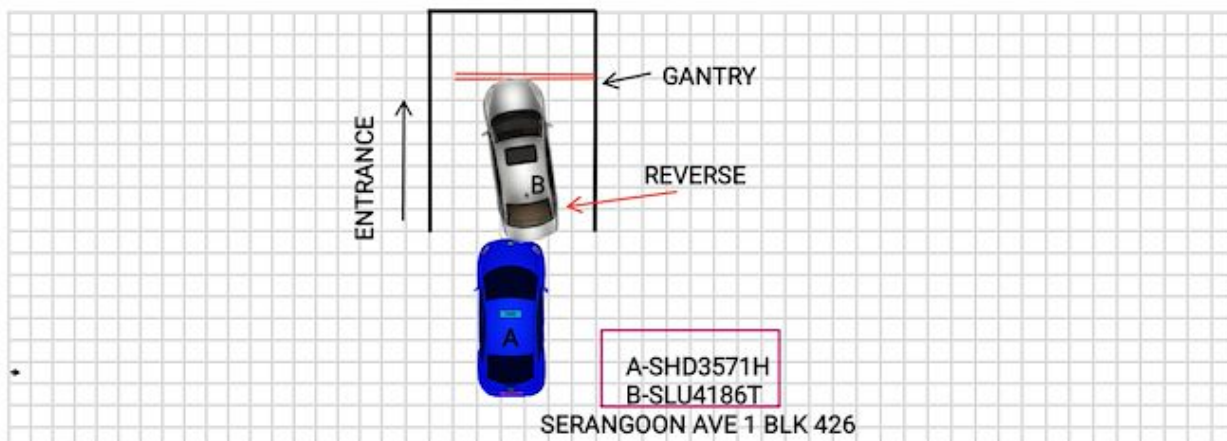 GANTRY
ENTRANCE
REVERSE
.B
A
A-SHD3571H
B-SLU4186T
SERANGOON AVE 1 BLK 426